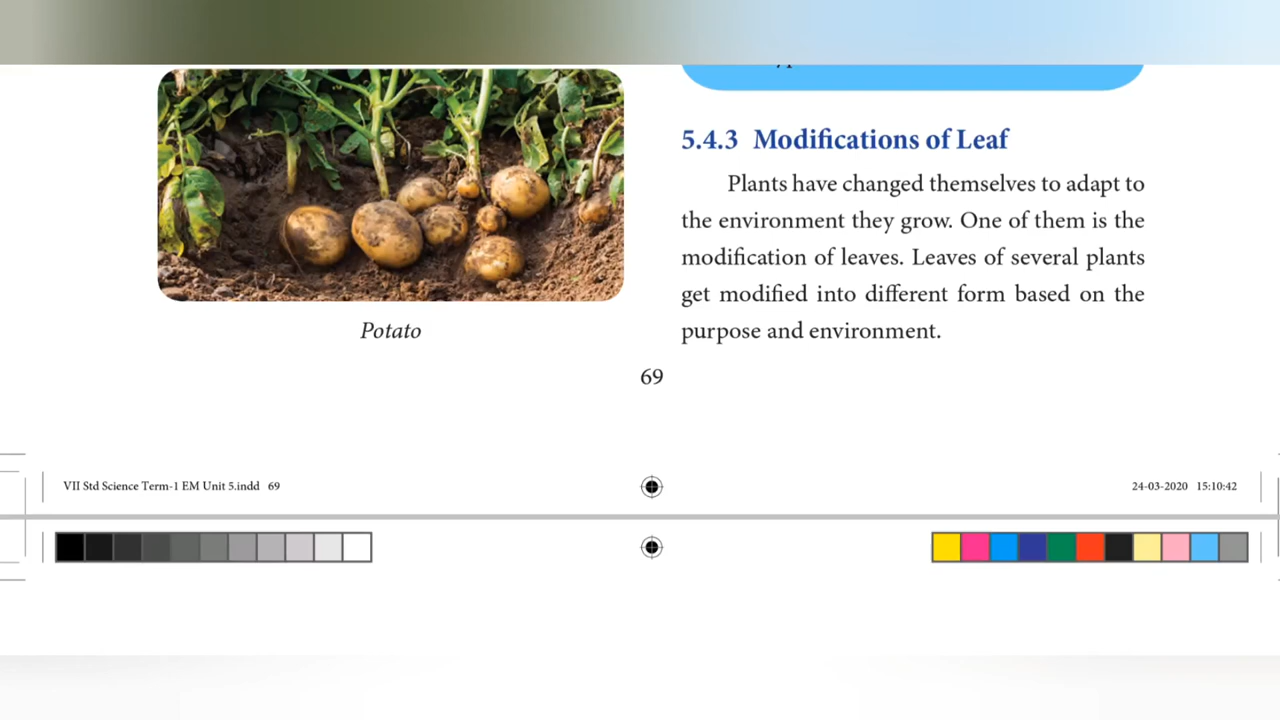 Potato
5.4.3 Modifications of Leaf
Plants have changed themselves to adapt to
the environment they grow. One of them is the
modification of leaves. Leaves of several plants
get modified into different form based on the
purpose and environment.
69
VII Std Science Term-1 EM Unit 5.indd 69
24-03-2020 15:10:42